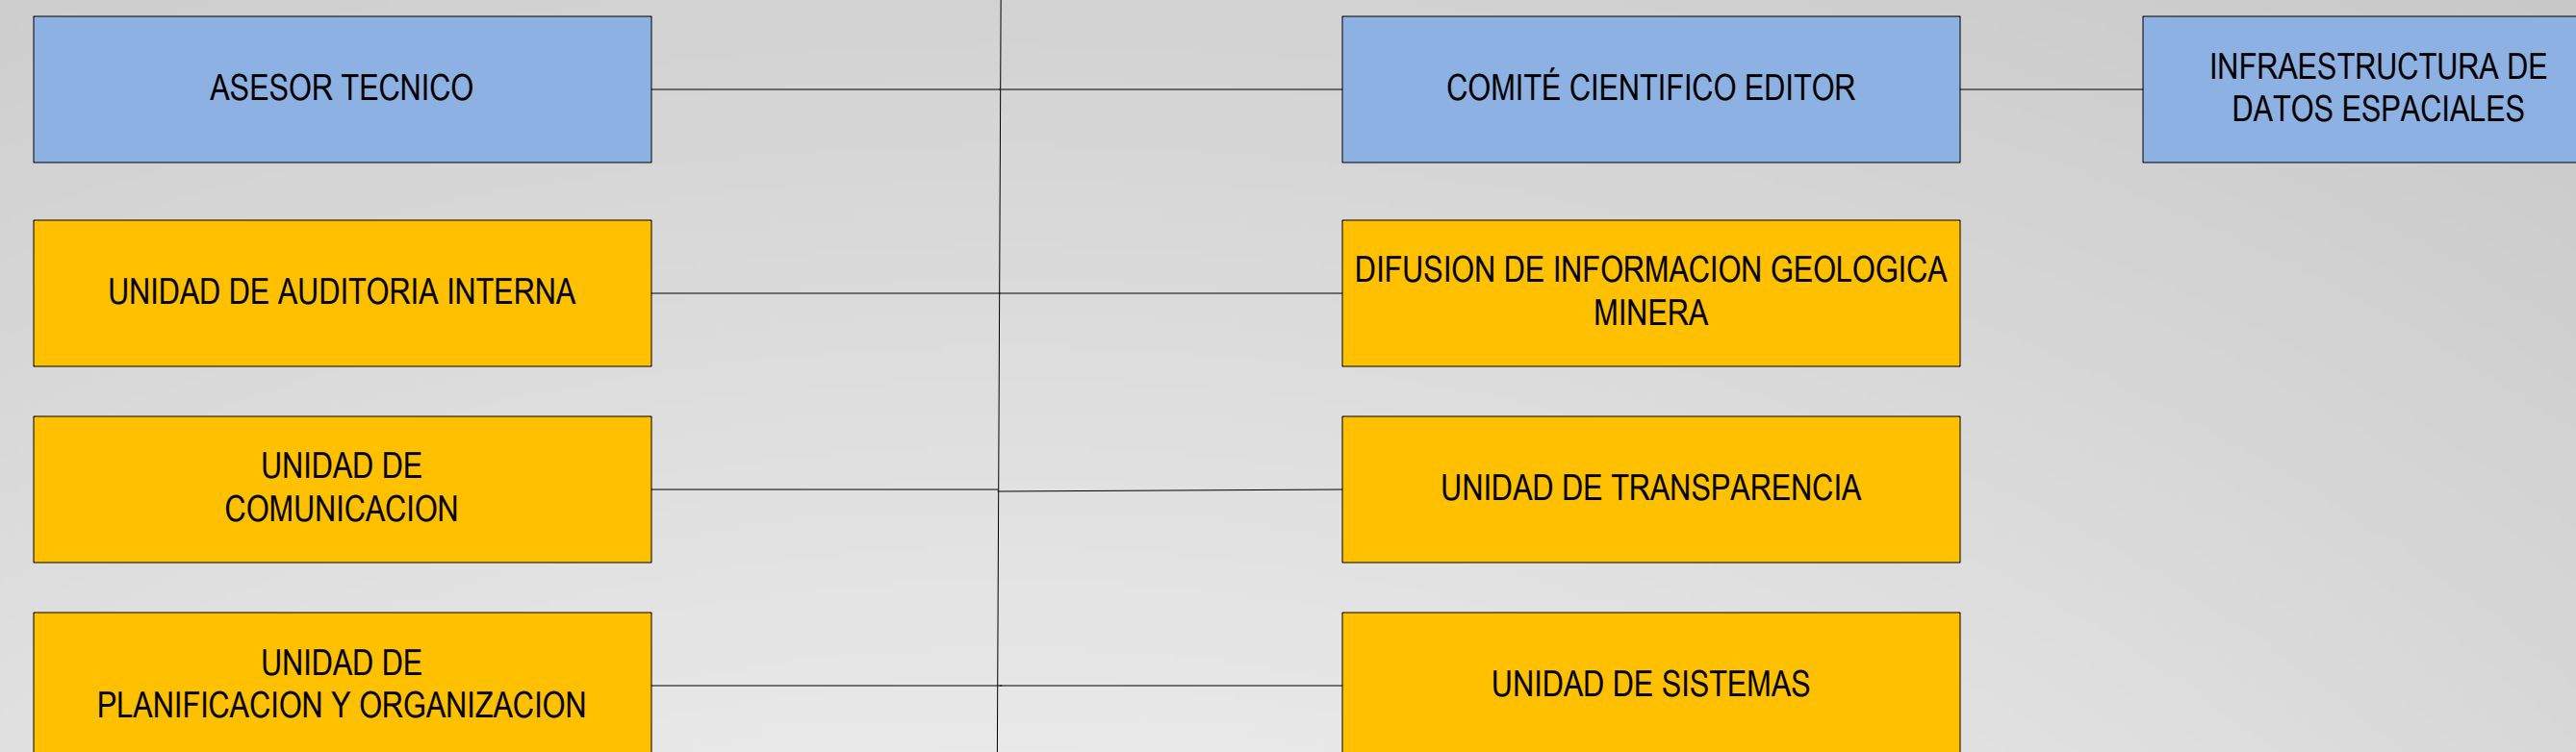 ASESOR TECNICO
COMITÉ CIENTIFICO EDITOR
INFRAESTRUCTURA DE
DATOS ESPACIALES
UNIDAD DE AUDITORIA INTERNA
DIFUSION DE INFORMACION GEOLOGICA
MINERA
UNIDAD DE
COMUNICACION
UNIDAD DE TRANSPARENCIA
UNIDAD DE
PLANIFICACION Y ORGANIZACION
UNIDAD DE SISTEMAS